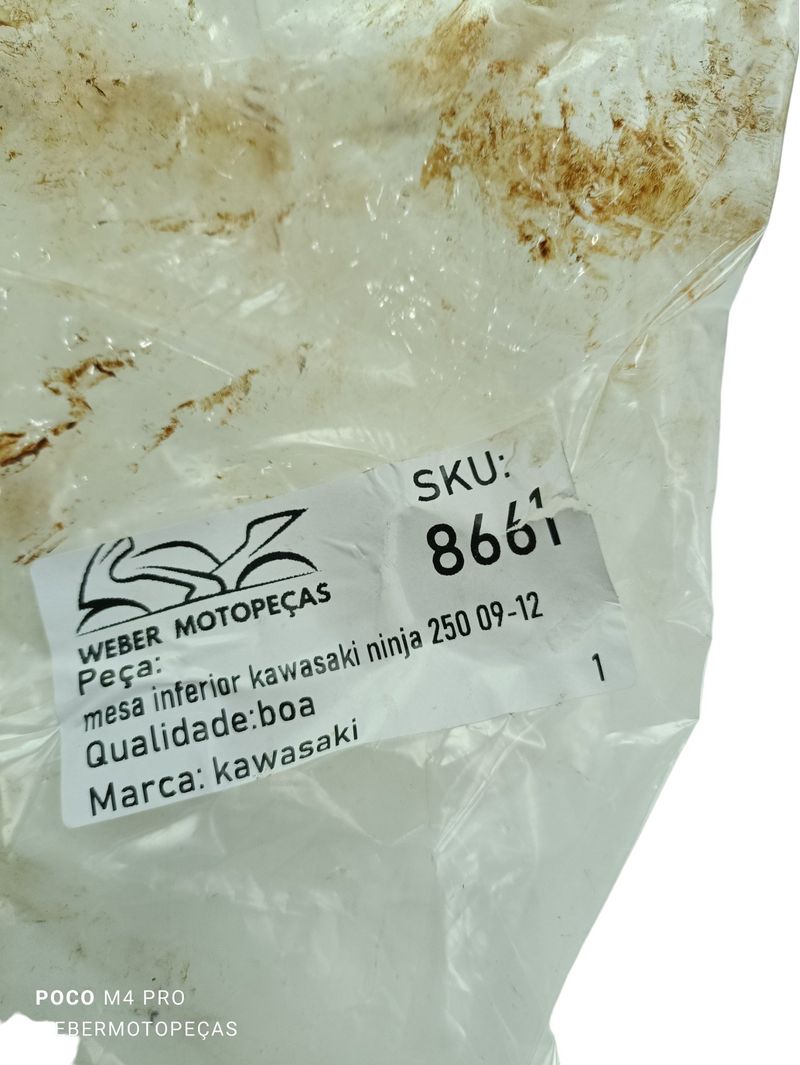 SKU:
8661
WEBER MOTOPEÇAS
Peça:
mesa inferior kawasaki ninja 250 09-12
1
Qualidade:boa
Marca: kawasaki
POCO M4 PRO
EBERMOTOPEÇAS